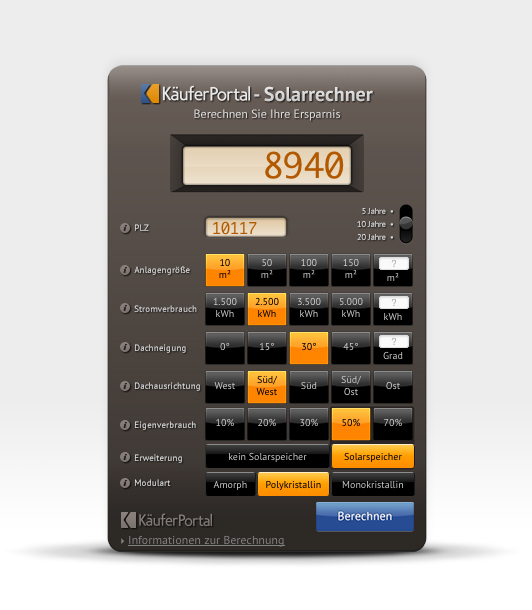 KäuferPortal - Solarrechner
Berechnen Sie Ihre Ersparnis
8940
5 Jahre •
10 Jahre •
20 Jahre •
i PLZ 10117
i Anlagengröße 10 m² 50 m² 100 m² 150 m² ? m²
i Stromverbrauch 1.500 kWh 2.500 kWh 3.500 kWh 5.000 kWh ? kWh
i Dachneigung 0° 15° 30° 45° ? Grad
i Dachausrichtung West Süd/West Süd Süd/Ost Ost
i Eigenverbrauch 10% 20% 30% 50% 70%
i Erweiterung kein Solarspeicher Solarspeicher
i Modulart Amorph Polykristallin Monokristallin
KäuferPortal Berechnen
Informationen zur Berechnung